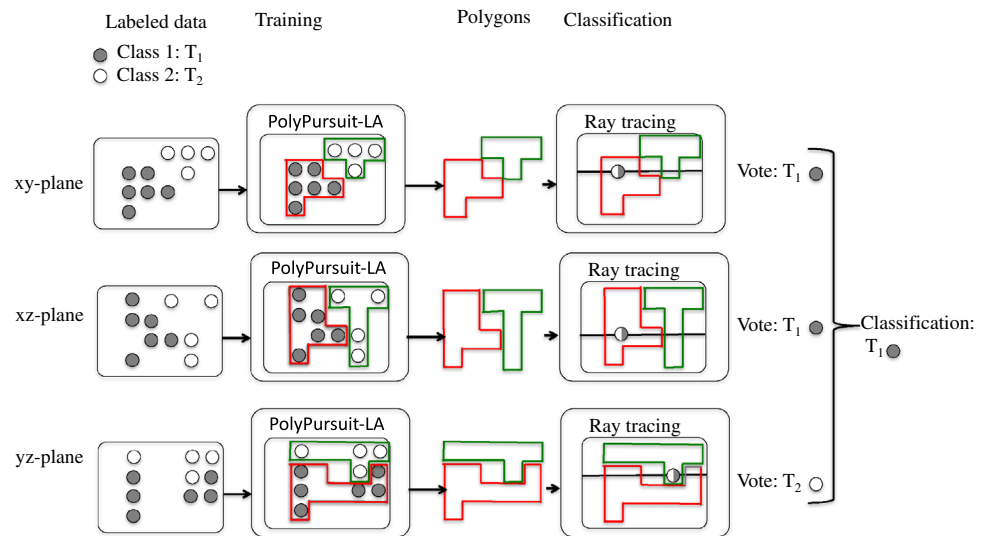 Labeled data Training Polygons Classification
Class 1: T₁
Class 2: T₂
PolyPursuit-LA
Ray tracing
xy-plane
Vote: T₁
PolyPursuit-LA
Ray tracing
xz-plane
Vote: T₁
Classification:
T₁
PolyPursuit-LA
Ray tracing
yz-plane
Vote: T₂